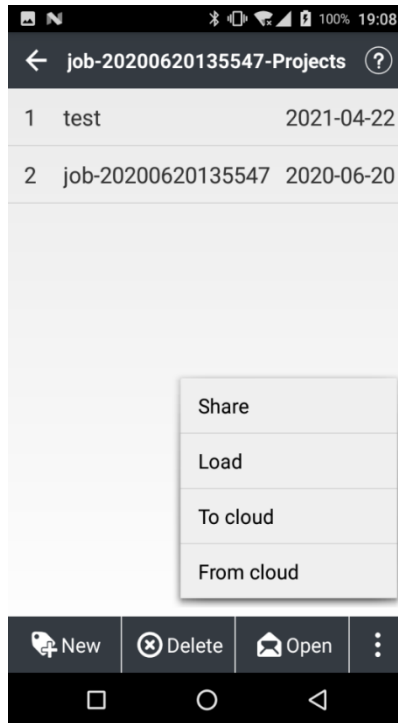 100% 19:08
job-20200620135547-Projects ?
1 test 2021-04-22
2 job-20200620135547 2020-06-20
Share
Load
To cloud
From cloud
New Delete Open